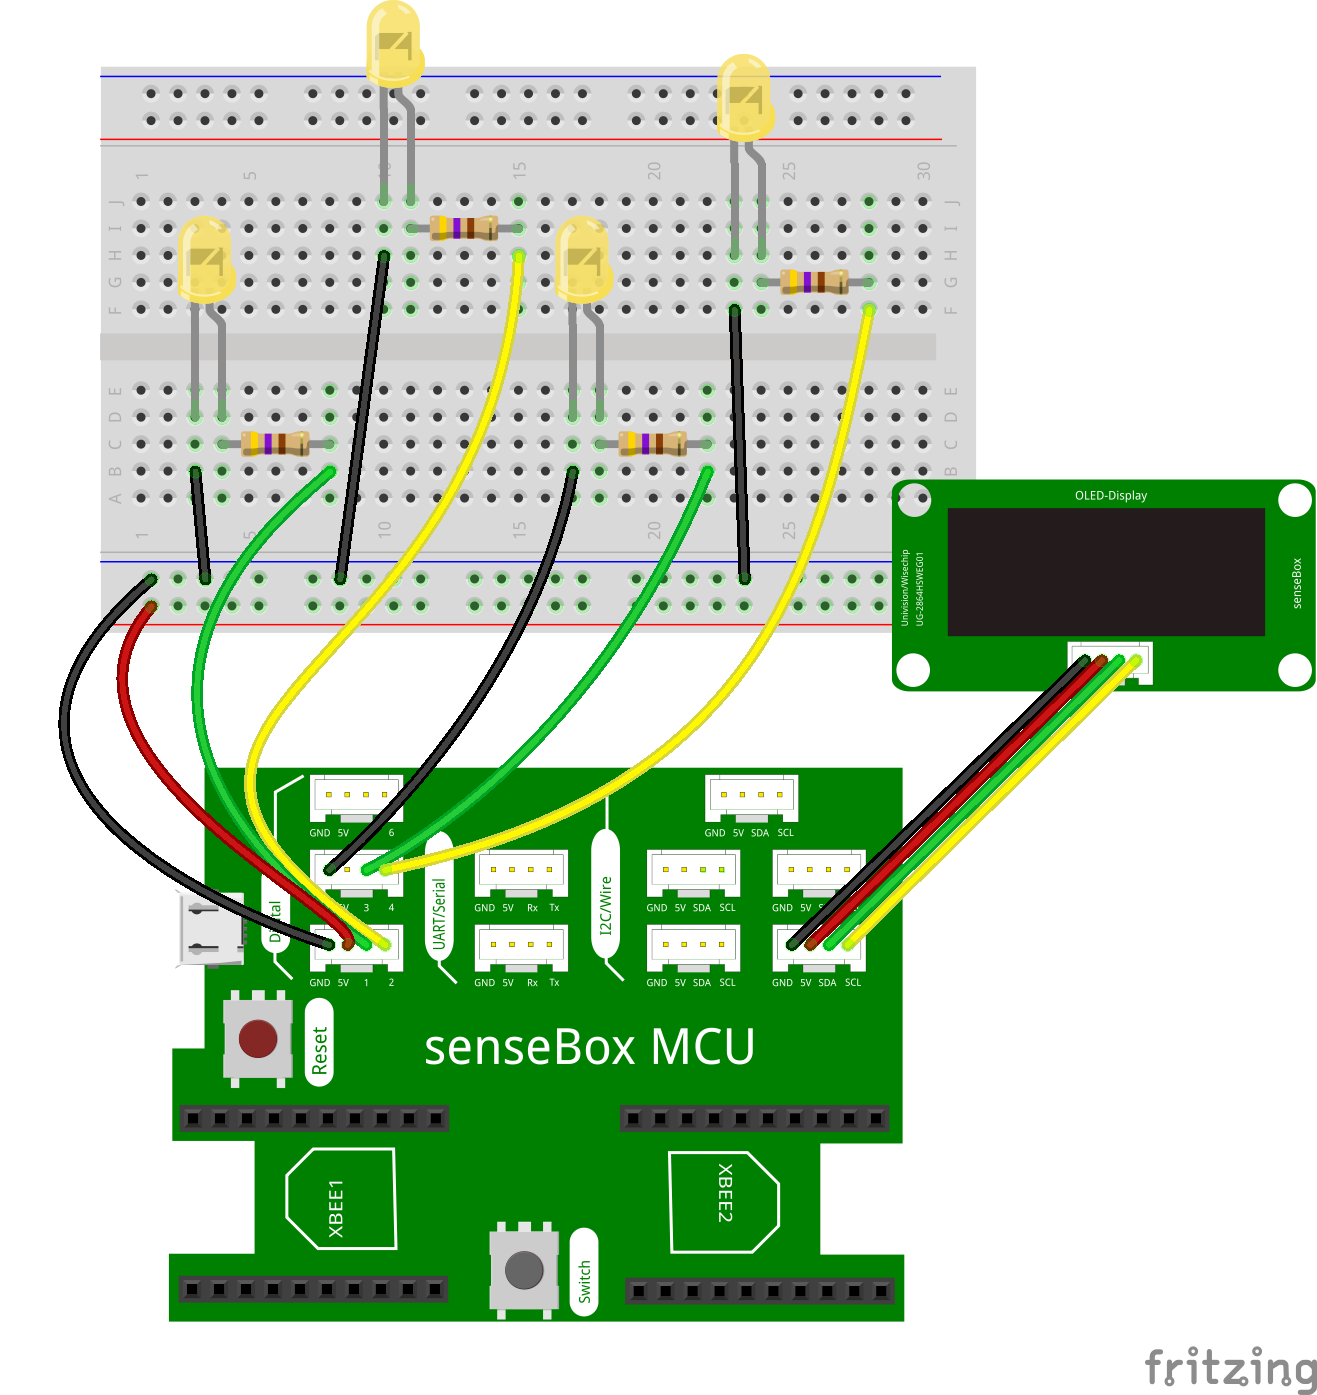 1 5 10 15 20 25 30
J J
I I
H H
G G
F F
E E
D D
C C
B B
A
1 5 10 15 20 25
OLED-Display
Univision/Wisechip
UG-2864HSWEG01
senseBox
GND 5V 6
GND 5V SDA SCL
5V 3 4
GND 5V Rx Tx
GND 5V SDA SCL
GND 5V SCL
UART/Serial
I2C/Wire
GND 5V 1 2
GND 5V Rx Tx
GND 5V SDA SCL
GND 5V SDA SCL
Reset
senseBox MCU
XBEE1
XBEE2
Switch
fritzing